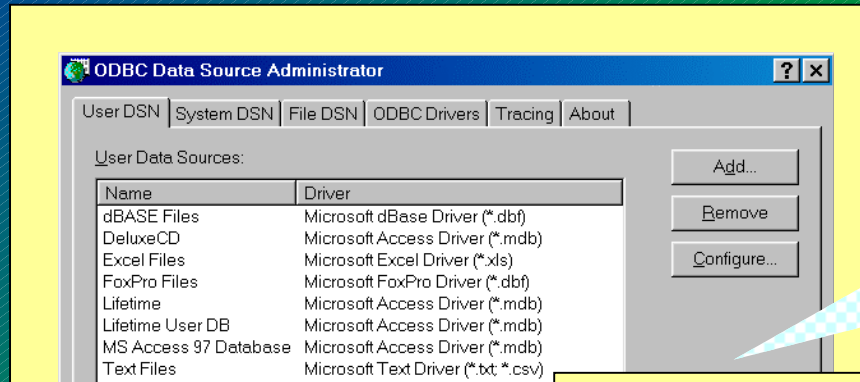 ODBC Data Source Administrator
User DSN System DSN File DSN ODBC Drivers Tracing About
User Data Sources:
Add...
Name Driver
dBASE Files Microsoft dBase Driver (*.dbf)
Remove
DeluxeCD Microsoft Access Driver (*.mdb)
Excel Files Microsoft Excel Driver (*.xls)
Configure...
FoxPro Files Microsoft FoxPro Driver (*.dbf)
Lifetime Microsoft Access Driver (*.mdb)
Lifetime User DB Microsoft Access Driver (*.mdb)
MS Access 97 Database Microsoft Access Driver (*.mdb)
Text Files Microsoft Text Driver (*.txt; *.csv)